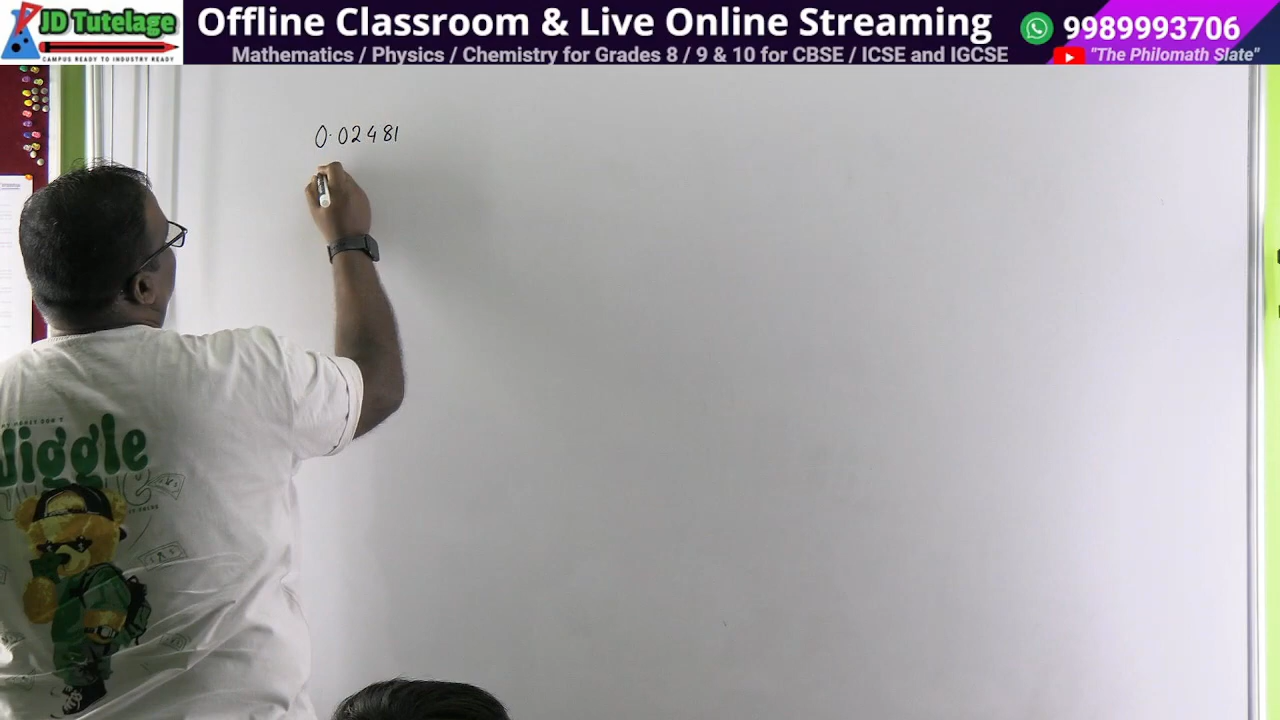 JD Tutelage
CAMPUS READY TO INDUSTRY READY
Offline Classroom & Live Online Streaming
Mathematics / Physics / Chemistry for Grades 8 / 9 & 10 for CBSE / ICSE and IGCSE
9989993706
"The Philomath Slate"
0.02481
Jiggle